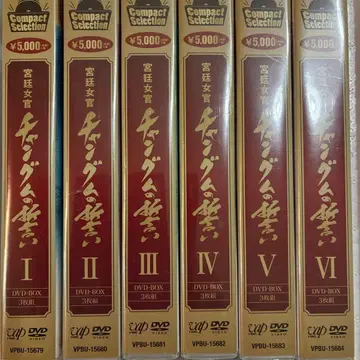 Compact
Selection
¥5,000
宮廷女官
チャングムの誓い
I
DVD-BOX
3枚組
vap DVD
VIDEO
VPBU-15679
Compact
Selection
¥5,000
宮廷女官
チャングムの誓い
II
DVD-BOX
3枚組
vap DVD
VIDEO
VPBU-15680
Compact
Selection
¥5,000
宮廷女官
チャングムの誓い
III
DVD-BOX
3枚組
vap DVD
VIDEO
VPBU-15681
Compact
Selection
¥5,000
宮廷女官
チャングムの誓い
IV
DVD-BOX
3枚組
vap DVD
VIDEO
VPBU-15682
Compact
Selection
¥5,000
宮廷女官
チャングムの誓い
V
DVD-BOX
3枚組
vap DVD
VIDEO
VPBU-15683
Compact
Selection
¥5,000
宮廷女官
チャングムの誓い
VI
DVD-BOX
3枚組
vap DVD
VIDEO
VPBU-15684